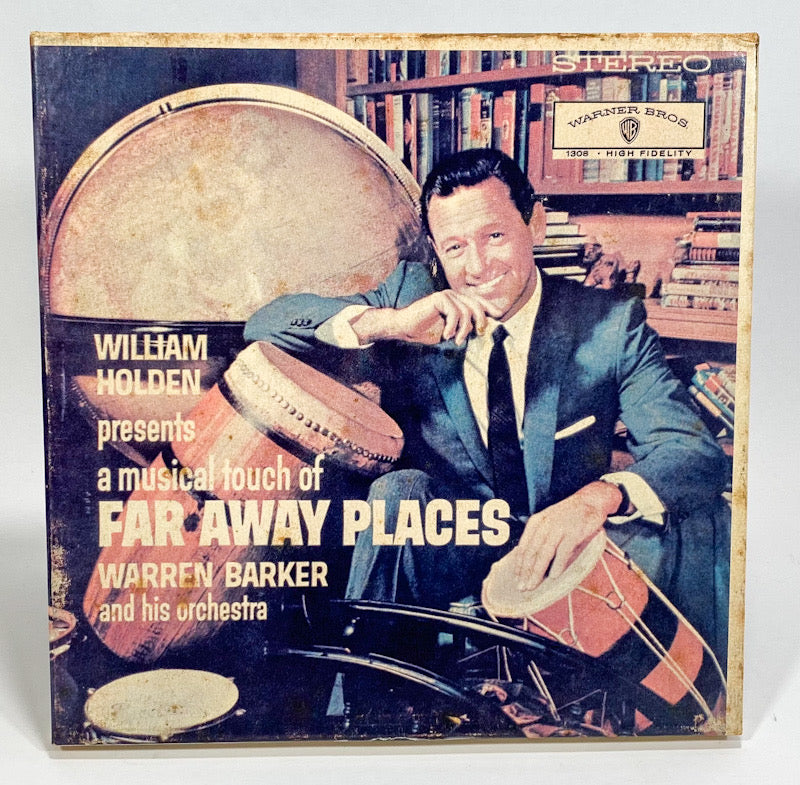 STEREO
WARNER BROS.
WB
1308 • HIGH FIDELITY
WILLIAM
HOLDEN
presents
a musical touch of
FAR AWAY PLACES
WARREN BARKER
and his orchestra